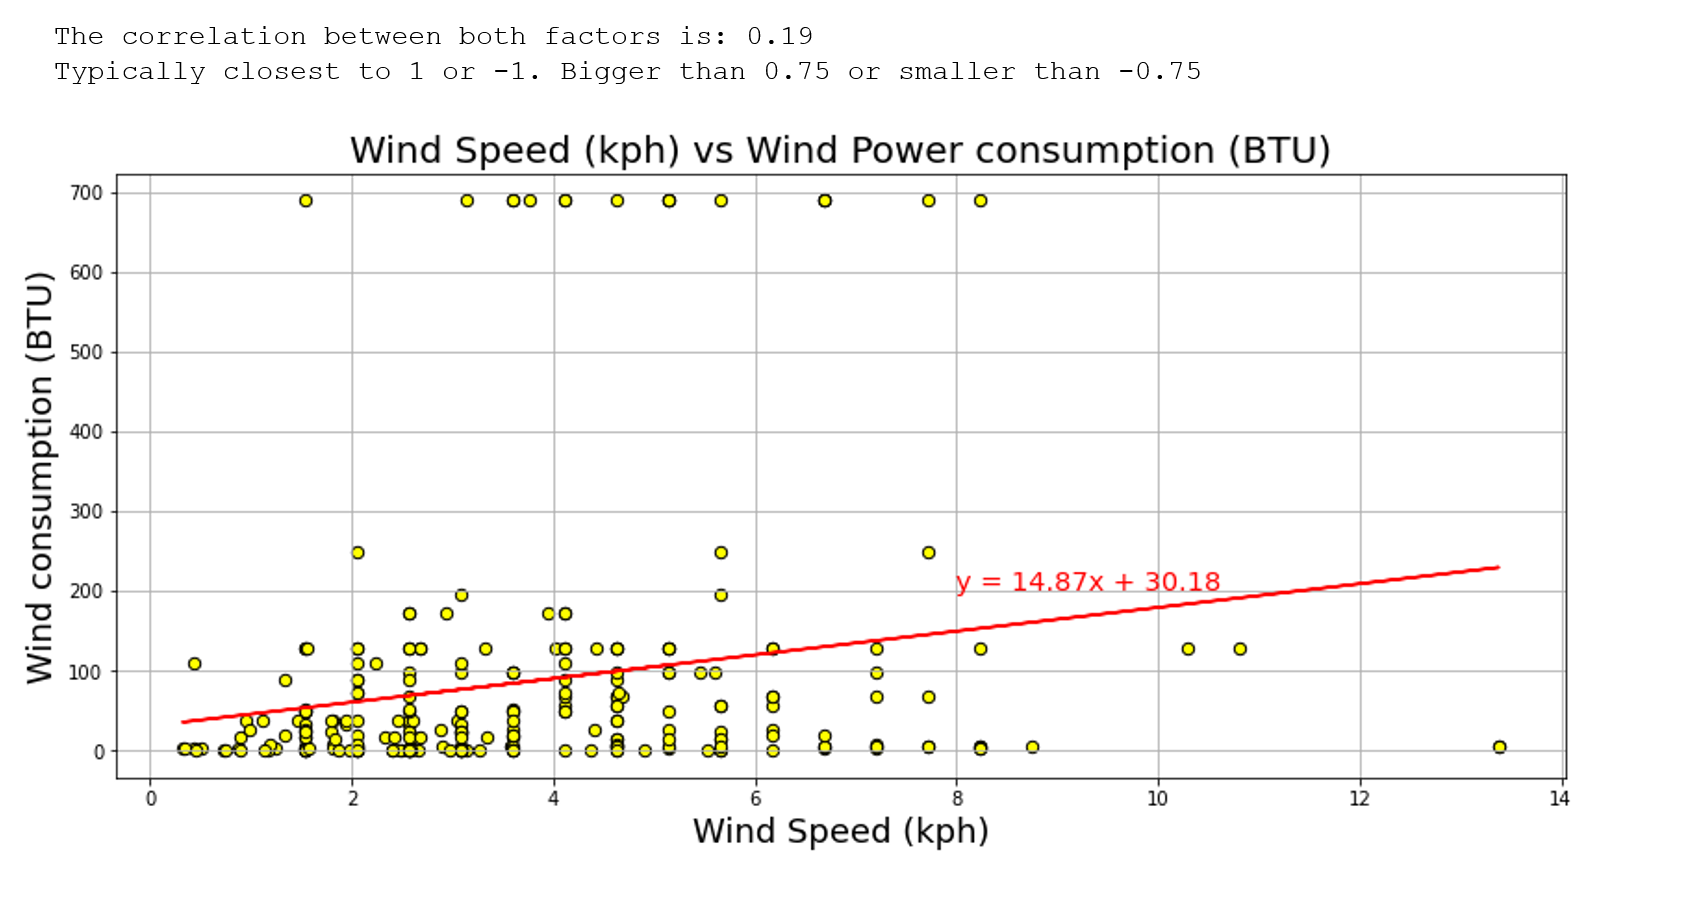 The correlation between both factors is: 0.19
Typically closest to 1 or -1. Bigger than 0.75 or smaller than -0.75
Wind Speed (kph) vs Wind Power consumption (BTU)
Wind consumption (BTU)
700
600
500
400
300
200
100
0
y = 14.87x + 30.18
0 2 4 6 8 10 12 14
Wind Speed (kph)